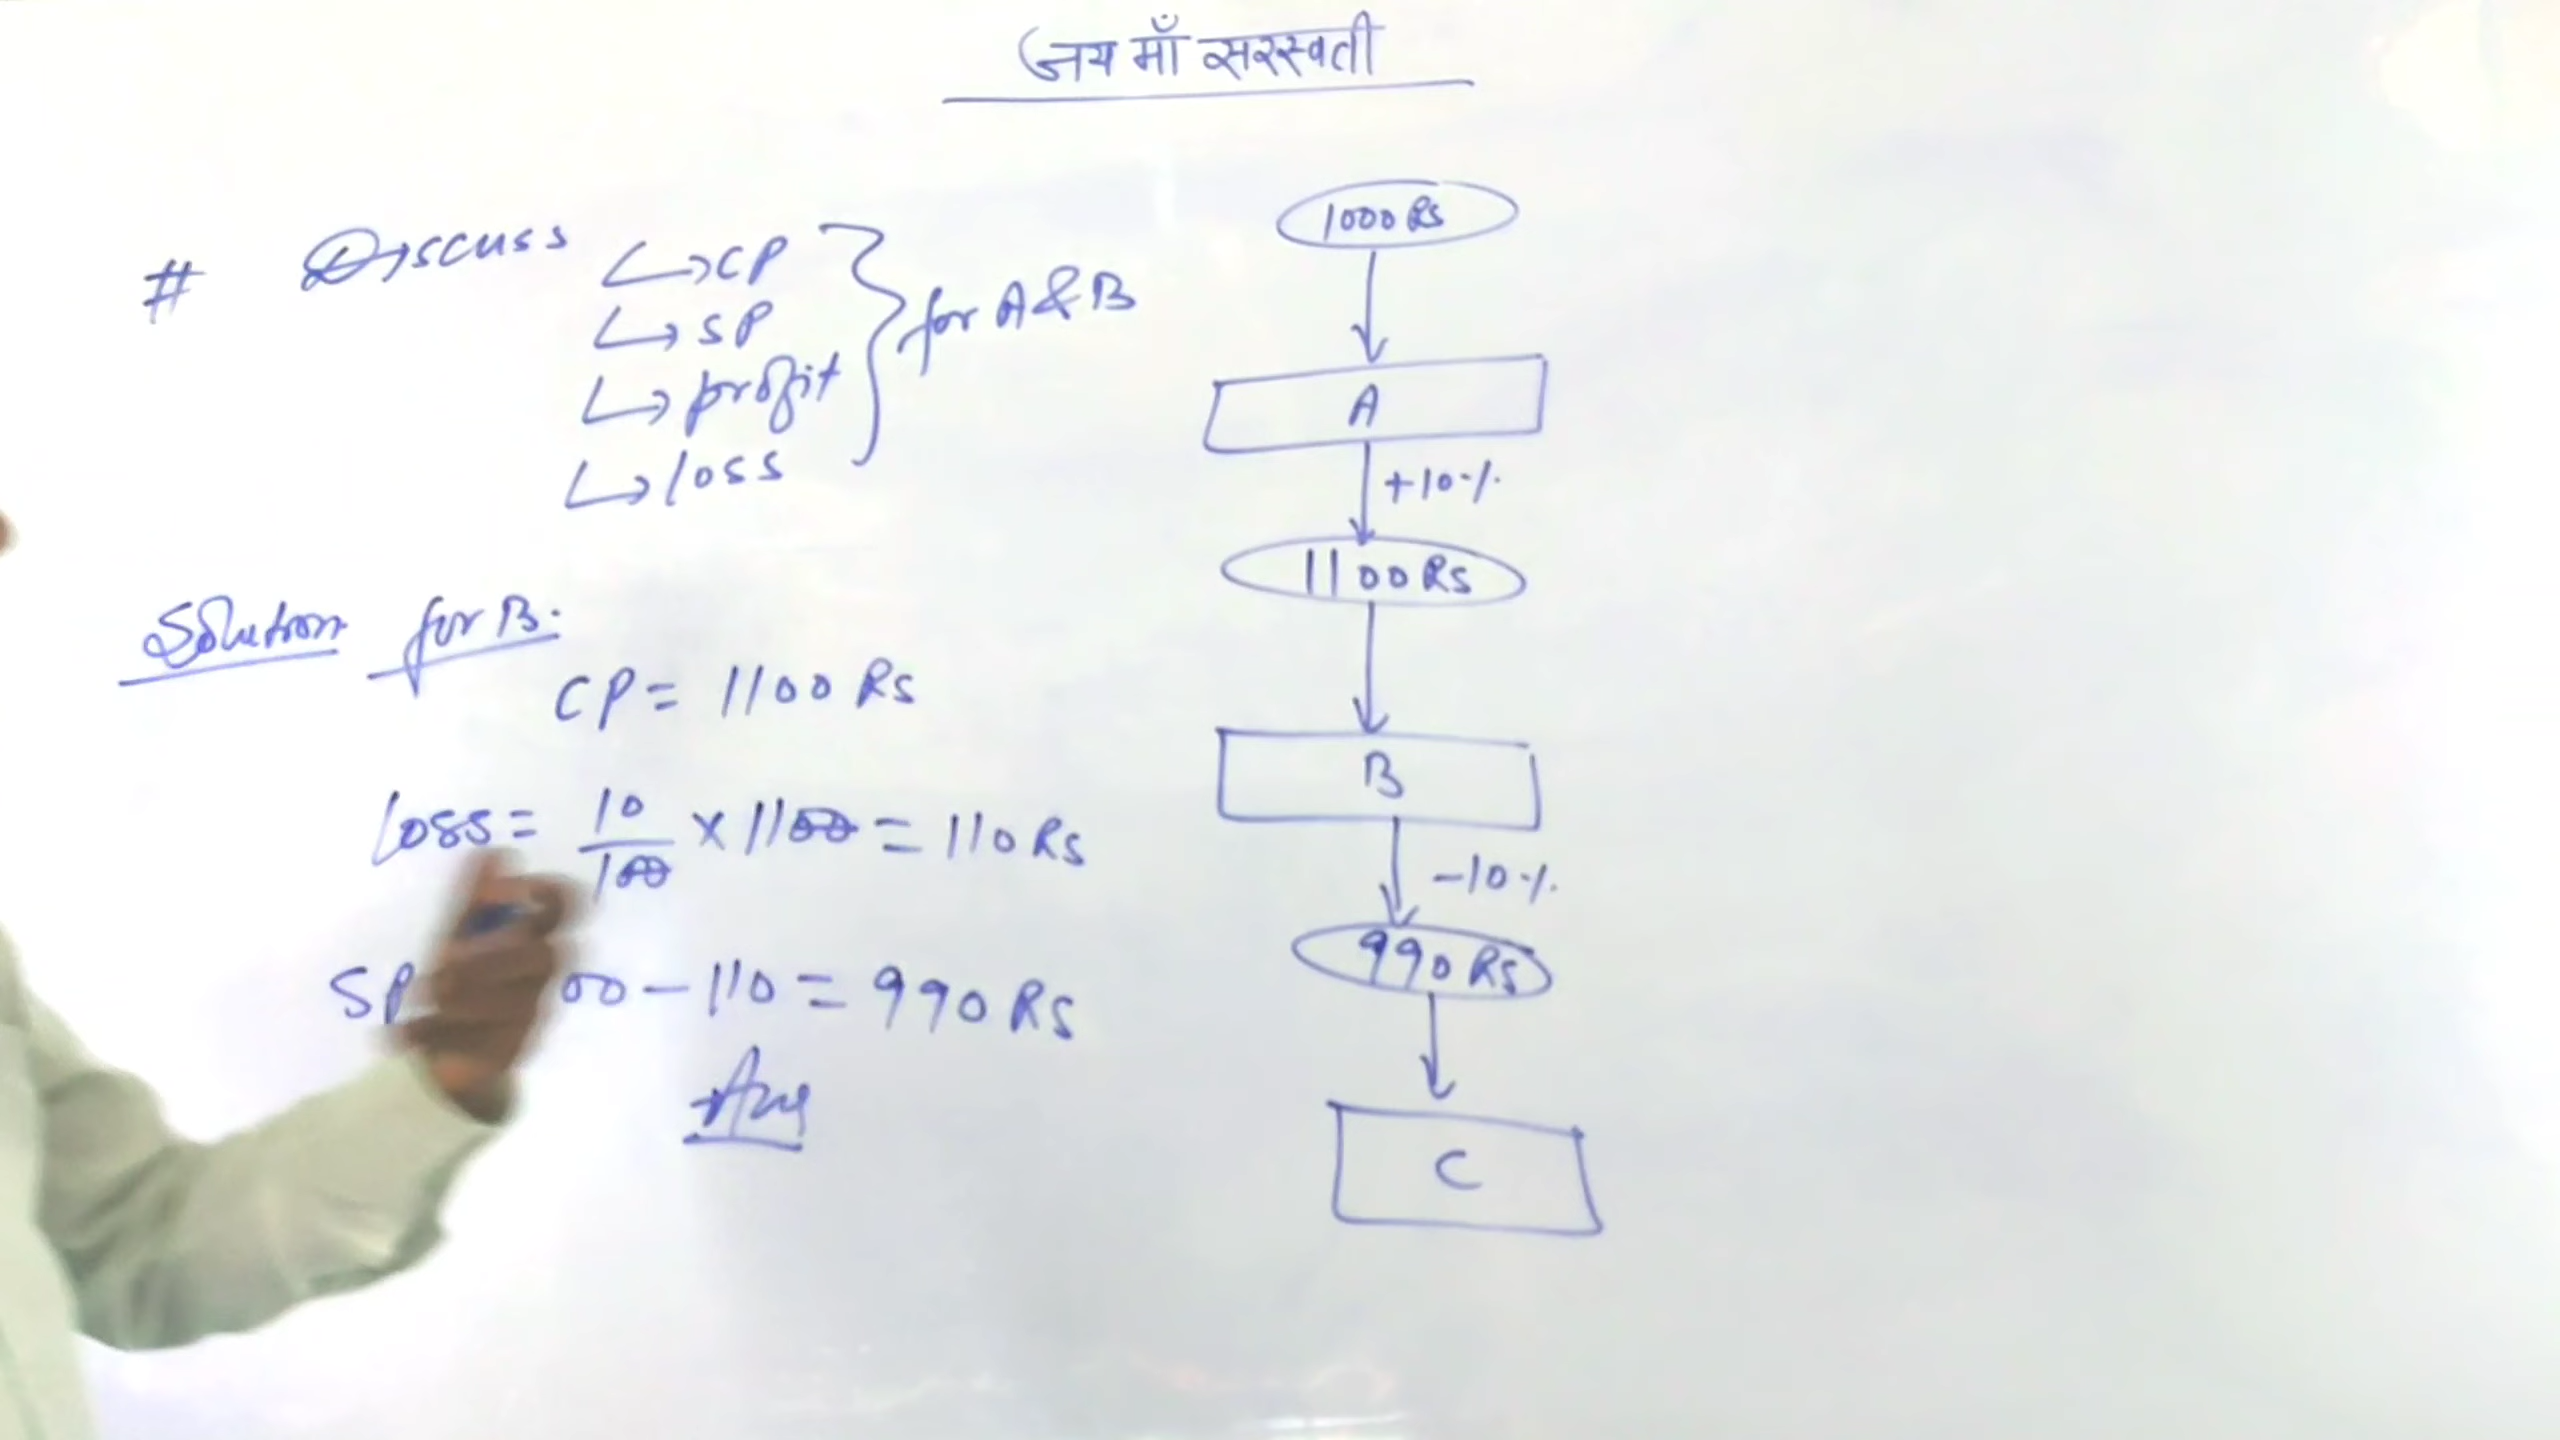 जय माँ सरस्वती
# Discuss
↳ CP
↳ SP
↳ profit
↳ loss
for A & B
Solution for B.
CP = 1100 Rs
Loss = 10/100 × 1100 = 110 Rs
SP 00 - 110 = 990 Rs
Ans
1000 Rs
A
+10%
1100 Rs
B
-10%
990 Rs
C